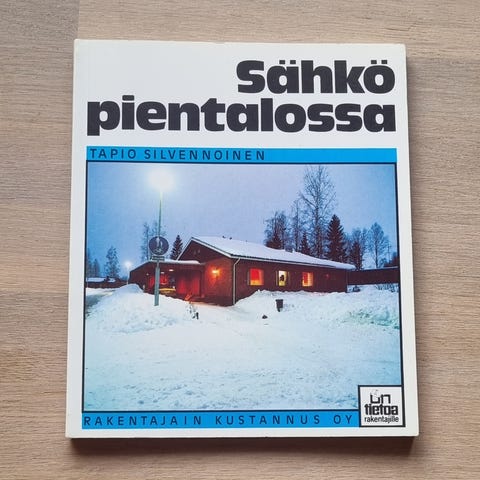 Sähkö
pientalossa
TAPIO SILVENNOINEN
RAKENTAJAIN KUSTANNUS OY
tietoa
rakentajille